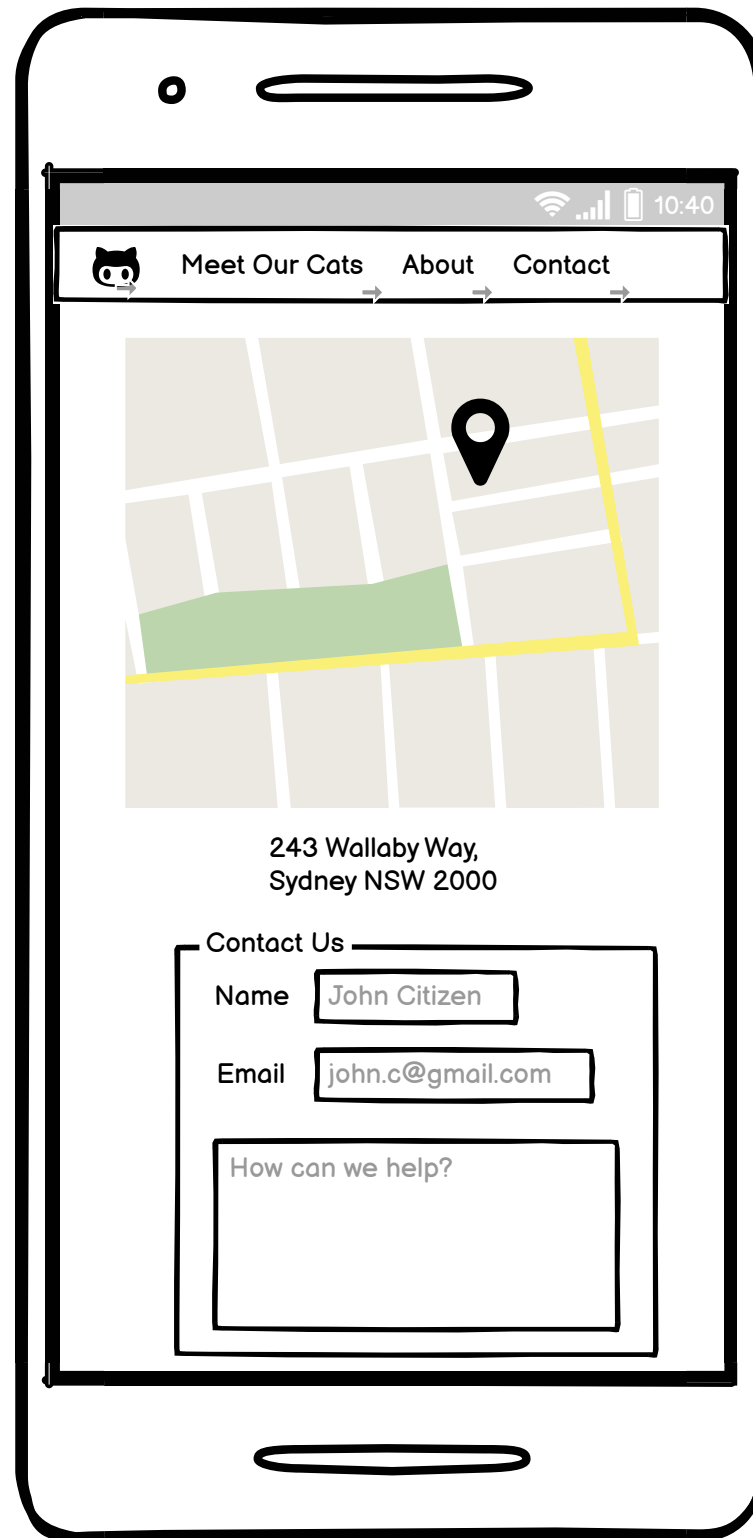 10:40
Meet Our Cats About Contact
243 Wallaby Way,
Sydney NSW 2000
Contact Us
Name John Citizen
Email john.c@gmail.com
How can we help?